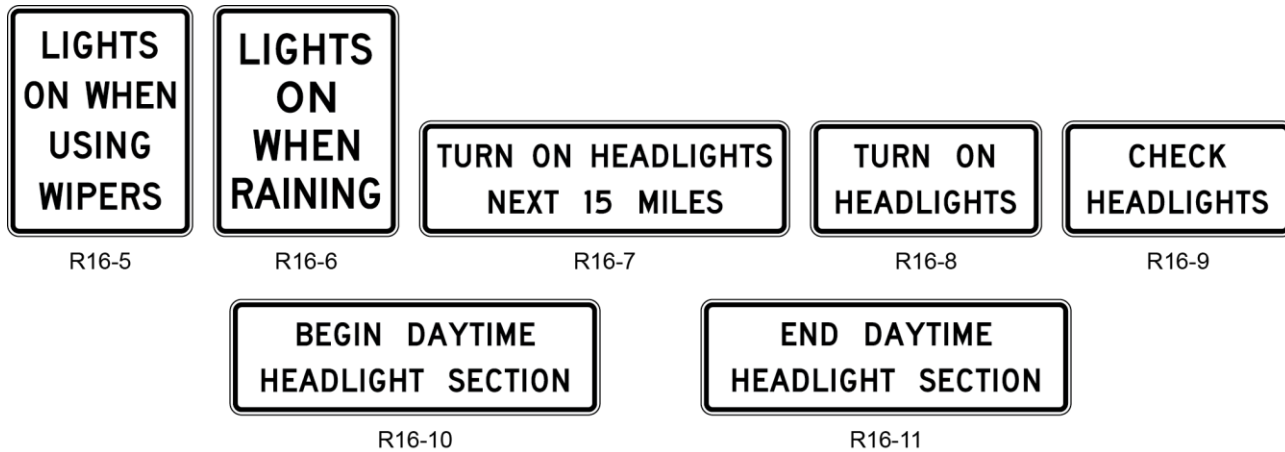 LIGHTS
ON WHEN
USING
WIPERS
R16-5
LIGHTS
ON
WHEN
RAINING
R16-6
TURN ON HEADLIGHTS
NEXT 15 MILES
R16-7
TURN ON
HEADLIGHTS
R16-8
CHECK
HEADLIGHTS
R16-9
BEGIN DAYTIME
HEADLIGHT SECTION
R16-10
END DAYTIME
HEADLIGHT SECTION
R16-11